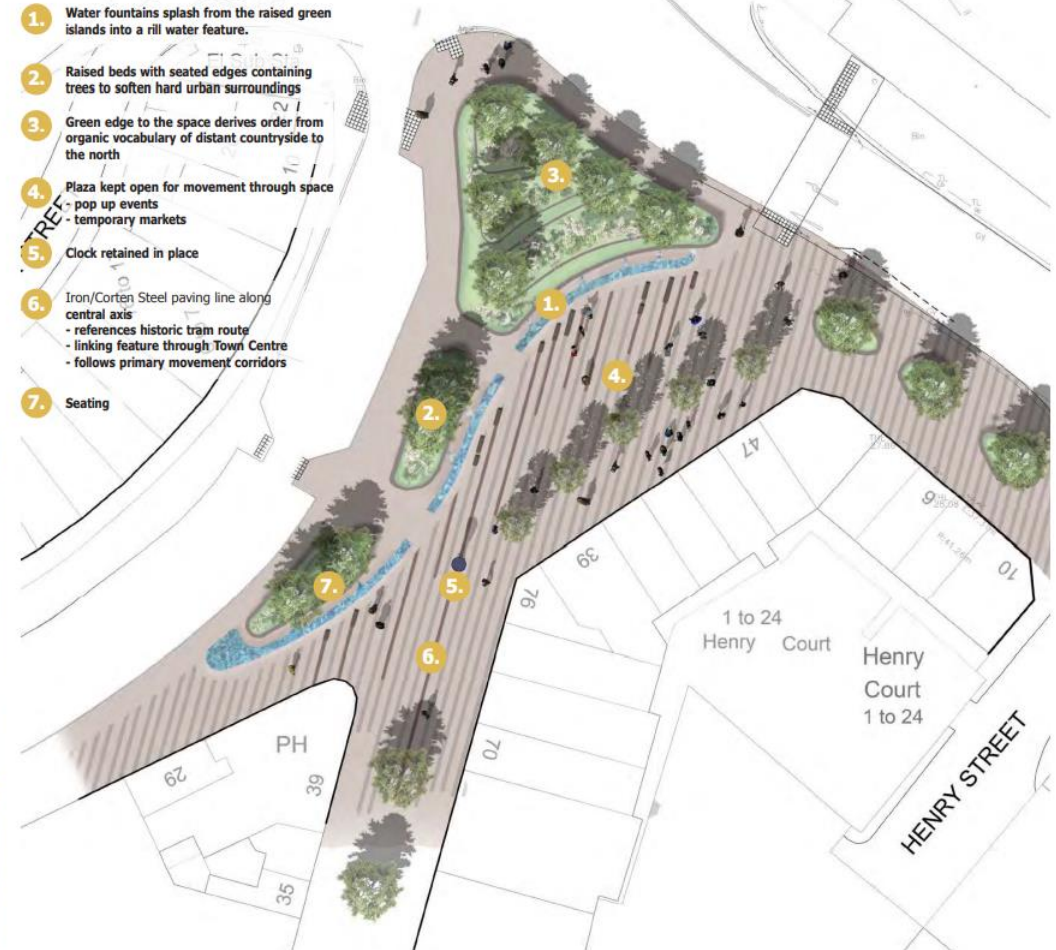 1.
Water fountains splash from the raised green
islands into a rill water feature.
El Sub Sta
2.
Raised beds with seated edges containing
trees to soften hard urban surroundings
3.
Green edge to the space derives order from
organic vocabulary of distant countryside to
the north
4.
Plaza kept open for movement through space
- pop up events
- temporary markets
5.
Clock retained in place
6.
Iron/Corten Steel paving line along
central axis
- references historic tram route
- linking feature through Town Centre
- follows primary movement corridors
7.
Seating
3.
1.
4.
2.
47
6
10
39
7.
5.
76
1 to 24
Henry Court
6.
Henry
Court
1 to 24
PH
70
29
39
HENRY STREET
35